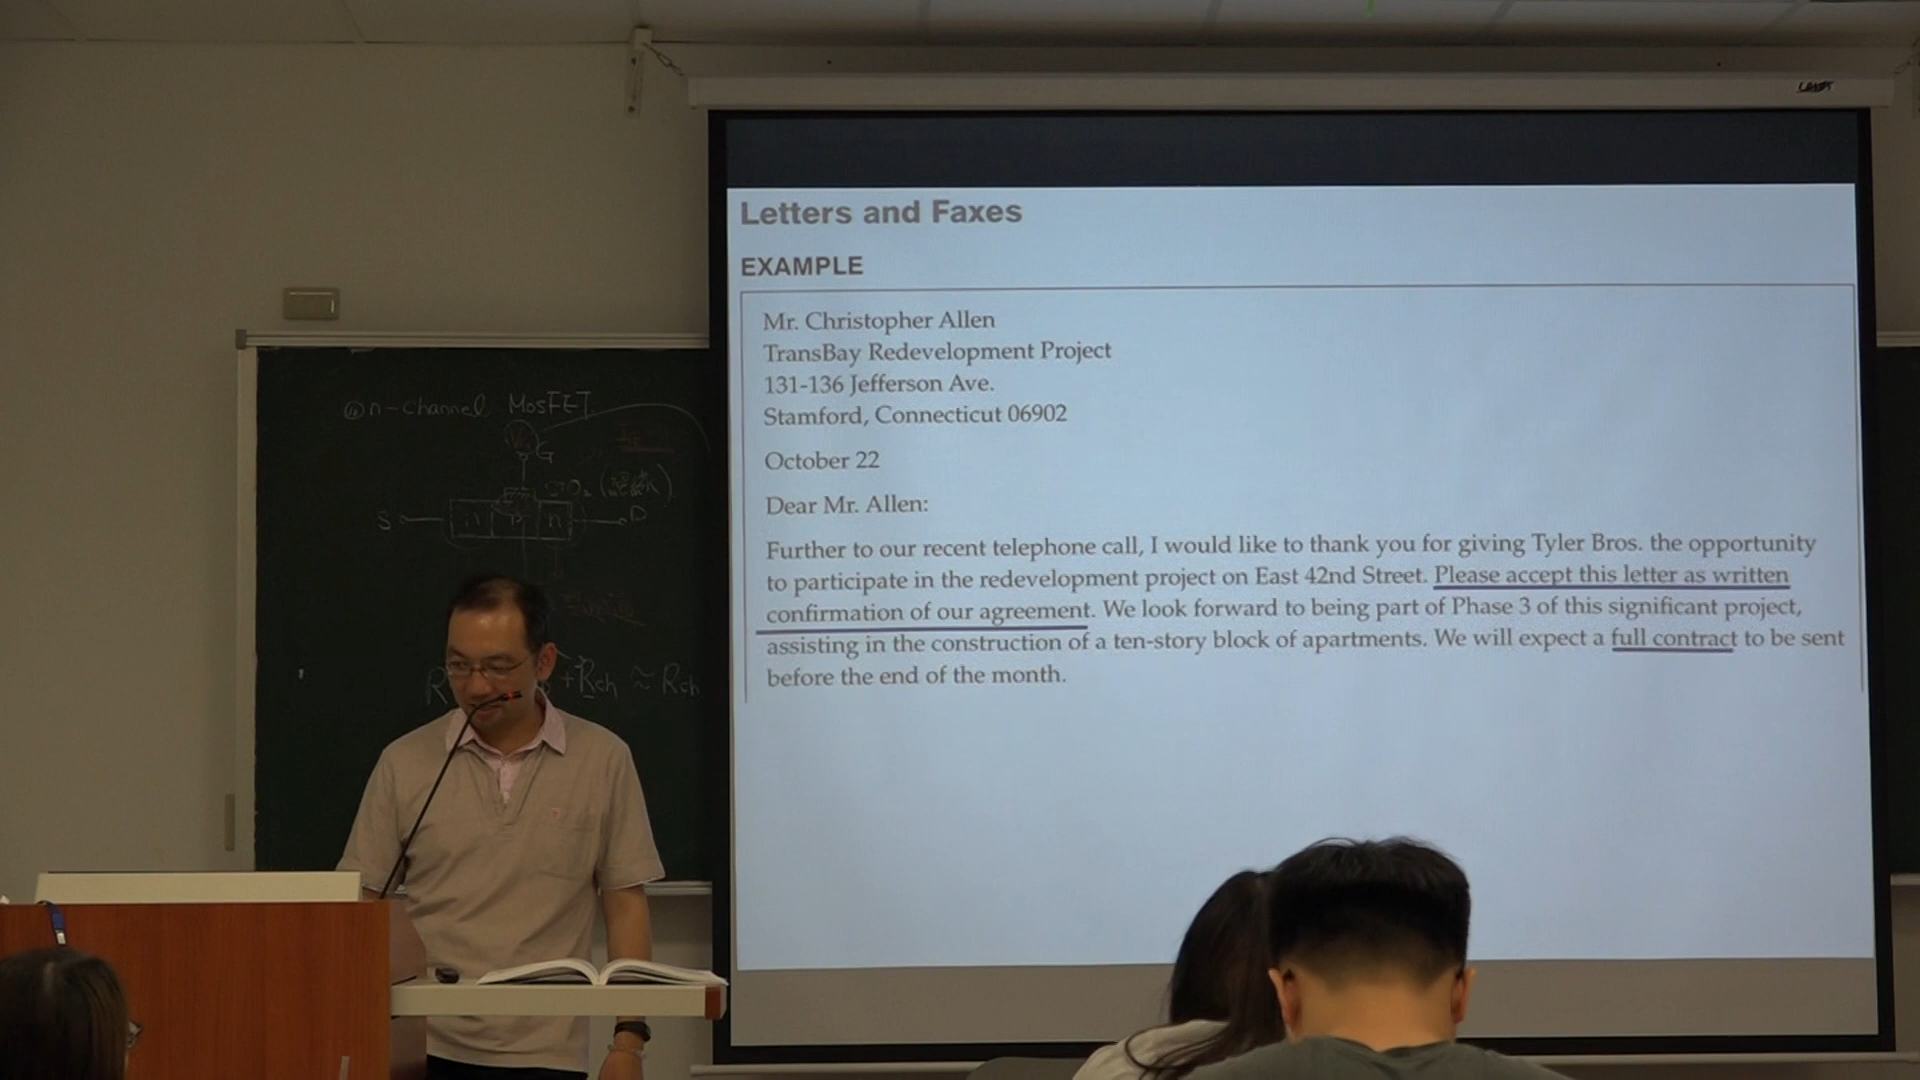 Letters and Faxes
EXAMPLE
Mr. Christopher Allen
TransBay Redevelopment Project
131-136 Jefferson Ave.
Stamford, Connecticut 06902
October 22
Dear Mr. Allen:
Further to our recent telephone call, I would like to thank you for giving Tyler Bros. the opportunity
to participate in the redevelopment project on East 42nd Street. Please accept this letter as written
confirmation of our agreement. We look forward to being part of Phase 3 of this significant project,
assisting in the construction of a ten-story block of apartments. We will expect a full contract to be sent
before the end of the month.
n-channel MosFET
G
S
n
D
R
+Rch ≈ Rch